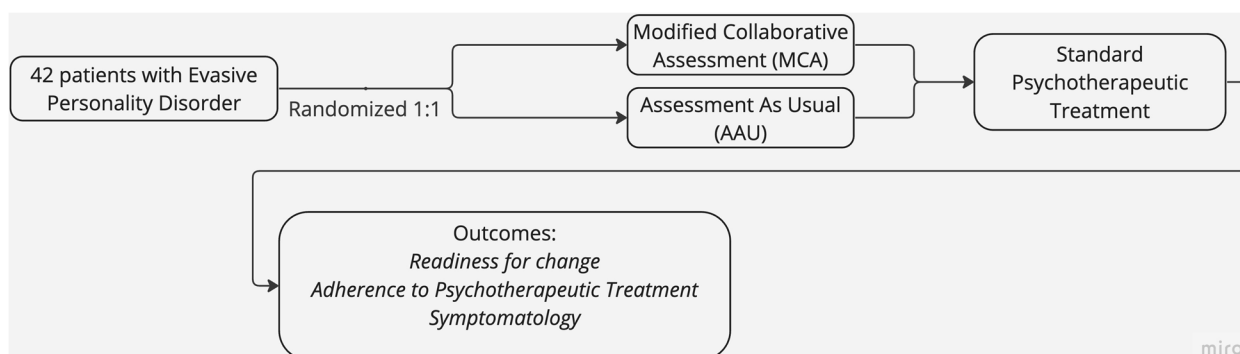 42 patients with Evasive
Personality Disorder
Randomized 1:1
Modified Collaborative
Assessment (MCA)
Assessment As Usual
(AAU)
Standard
Psychotherapeutic
Treatment
Outcomes:
Readiness for change
Adherence to Psychotherapeutic Treatment
Symptomatology
miro